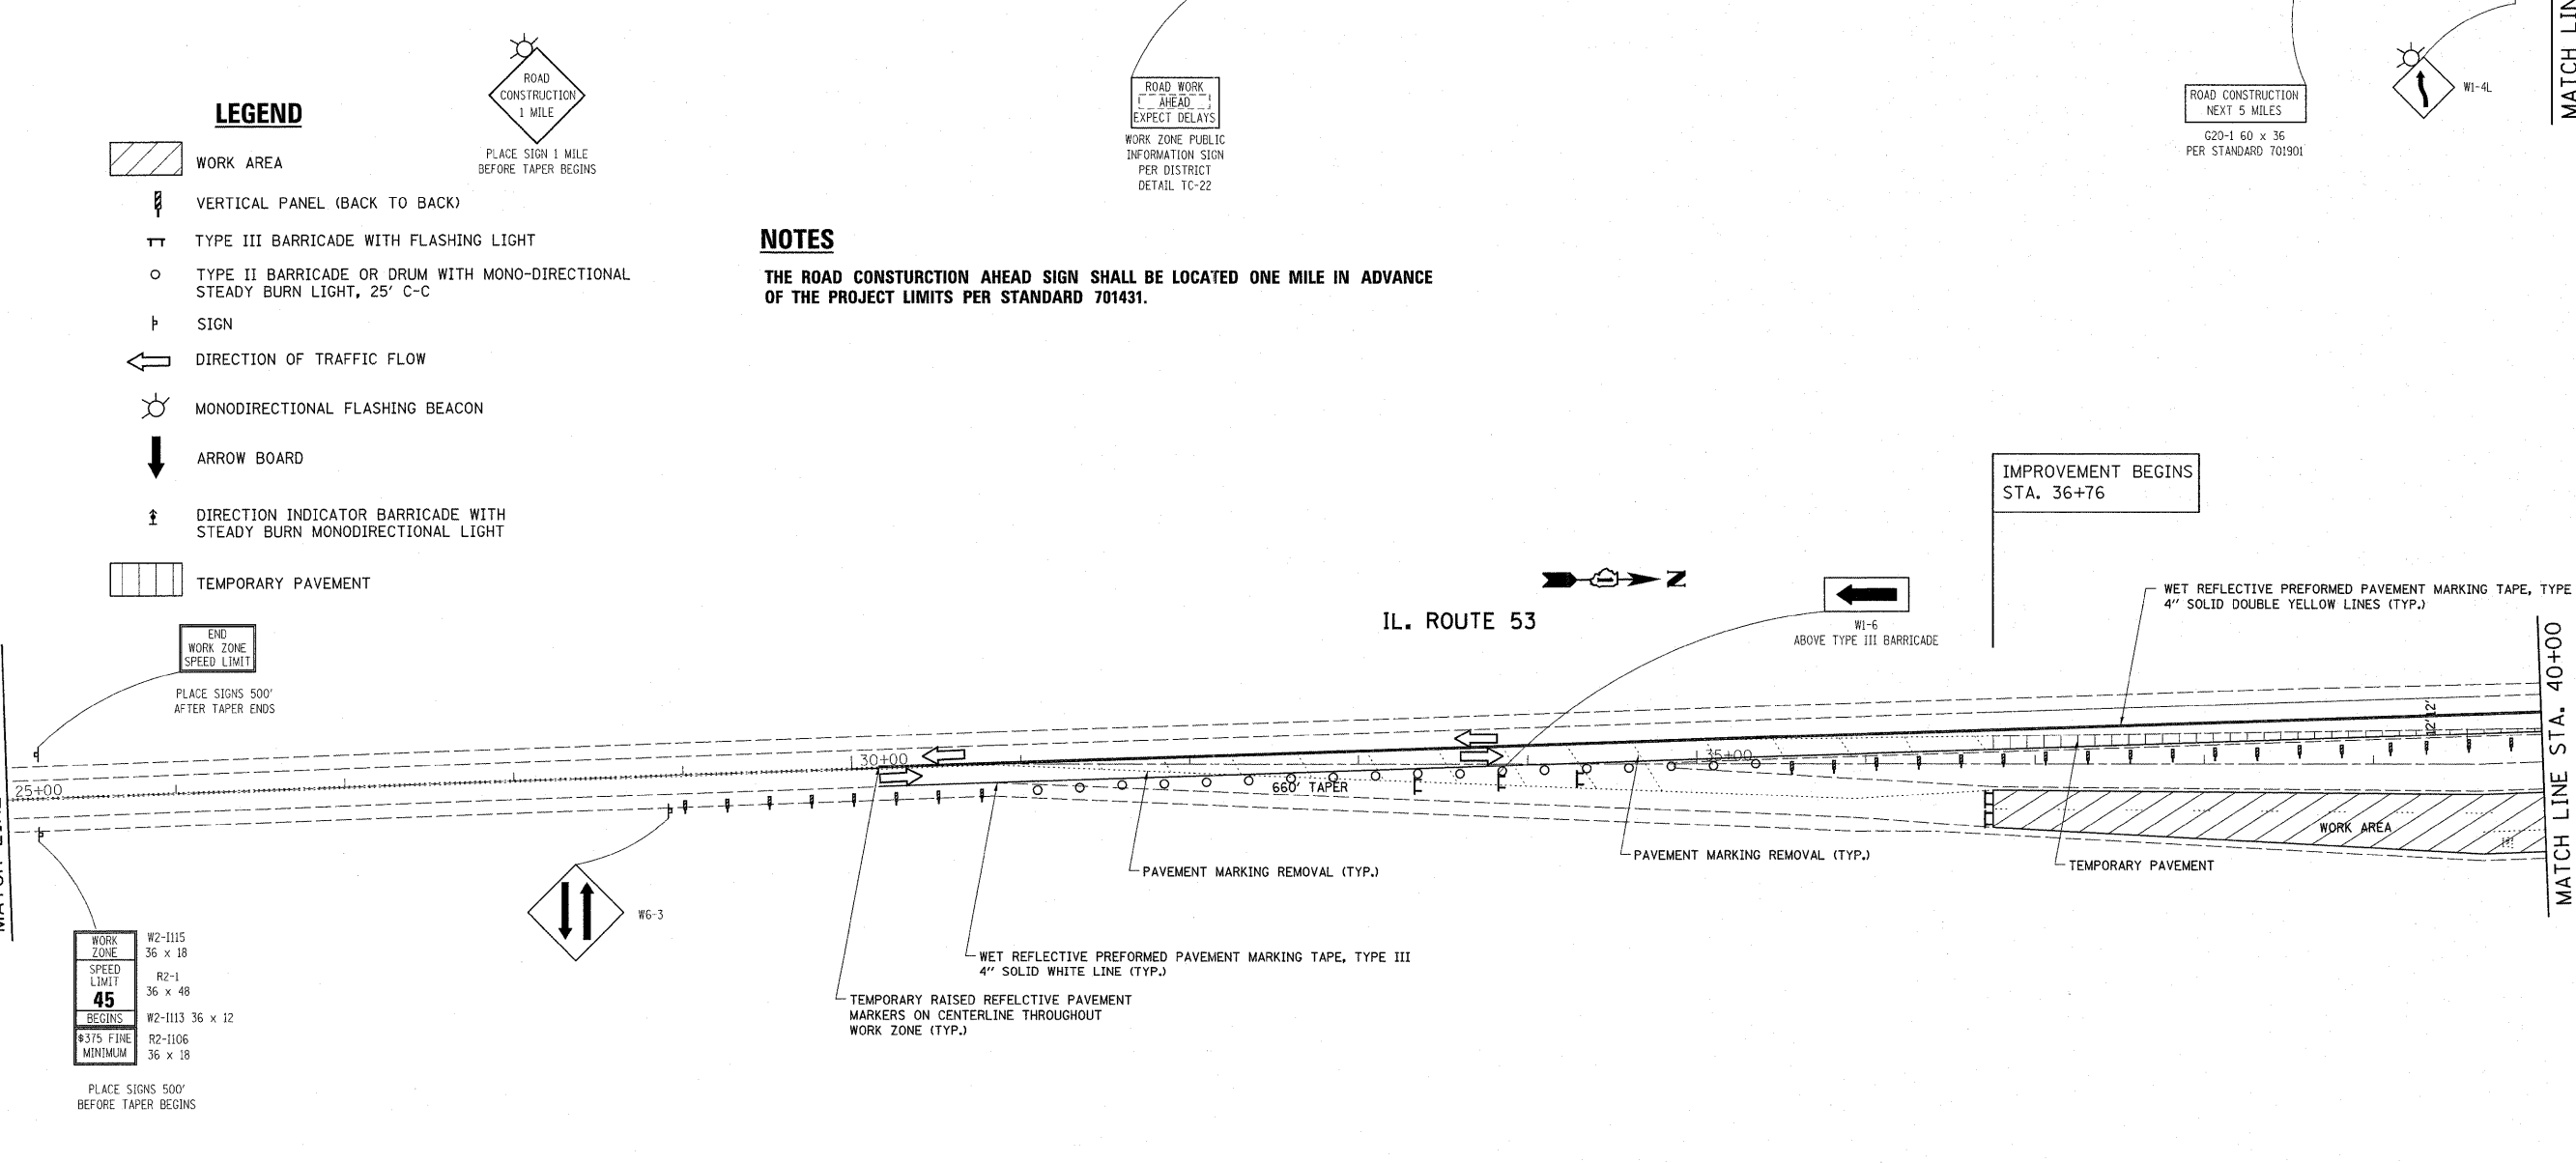 LEGEND
WORK AREA
VERTICAL PANEL (BACK TO BACK)
TYPE III BARRICADE WITH FLASHING LIGHT
TYPE II BARRICADE OR DRUM WITH MONO-DIRECTIONAL
STEADY BURN LIGHT, 25' C-C
SIGN
DIRECTION OF TRAFFIC FLOW
MONODIRECTIONAL FLASHING BEACON
ARROW BOARD
DIRECTION INDICATOR BARRICADE WITH
STEADY BURN MONODIRECTIONAL LIGHT
TEMPORARY PAVEMENT
ROAD
CONSTRUCTION
1 MILE
PLACE SIGN 1 MILE
BEFORE TAPER BEGINS
ROAD WORK
AHEAD
EXPECT DELAYS
WORK ZONE PUBLIC
INFORMATION SIGN
PER DISTRICT
DETAIL TC-22
ROAD CONSTRUCTION
NEXT 5 MILES
G20-1 60 x 36
PER STANDARD 701901
W1-4L
NOTES
THE ROAD CONSTURCTION AHEAD SIGN SHALL BE LOCATED ONE MILE IN ADVANCE
OF THE PROJECT LIMITS PER STANDARD 701431.
IMPROVEMENT BEGINS
STA. 36+76
N
IL. ROUTE 53
W1-6
ABOVE TYPE III BARRICADE
WET REFLECTIVE PREFORMED PAVEMENT MARKING TAPE, TYPE
4" SOLID DOUBLE YELLOW LINES (TYP.)
END
WORK ZONE
SPEED LIMIT
PLACE SIGNS 500'
AFTER TAPER ENDS
25+00
30+00
35+00
660' TAPER
12'
12'
WORK AREA
MATCH LINE STA. 40+00
PAVEMENT MARKING REMOVAL (TYP.)
PAVEMENT MARKING REMOVAL (TYP.)
TEMPORARY PAVEMENT
W6-3
WET REFLECTIVE PREFORMED PAVEMENT MARKING TAPE, TYPE III
4" SOLID WHITE LINE (TYP.)
TEMPORARY RAISED REFELCTIVE PAVEMENT
MARKERS ON CENTERLINE THROUGHOUT
WORK ZONE (TYP.)
WORK
ZONE
W2-I115
36 x 18
SPEED
LIMIT
45
R2-1
36 x 48
BEGINS
W2-I113 36 x 12
$375 FINE
MINIMUM
R2-I106
36 x 18
PLACE SIGNS 500'
BEFORE TAPER BEGINS